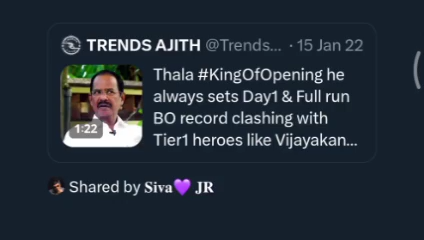 TRENDS AJITH @Trends... · 15 Jan 22
Thala #KingOfOpening he
always sets Day1 & Full run
BO record clashing with
Tier1 heroes like Vijayakan...
1:22
Shared by Siva💜 JR